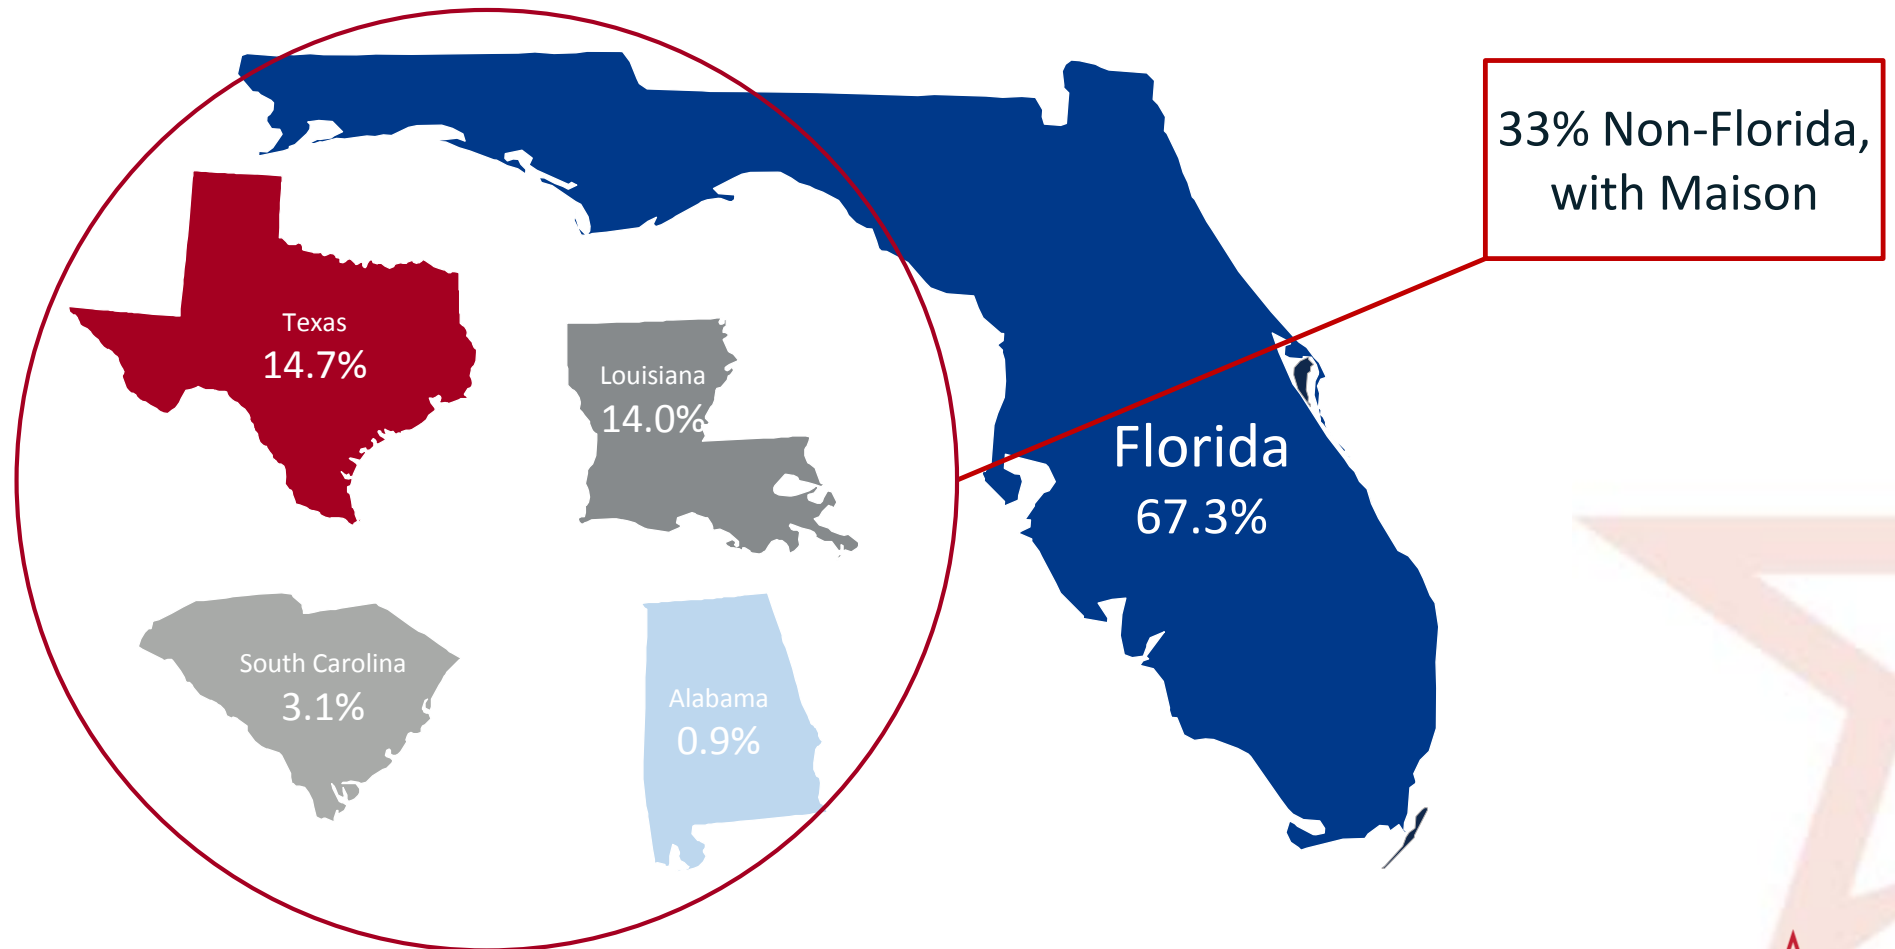 33% Non-Florida,
with Maison
Texas
14.7%
Louisiana
14.0%
Florida
67.3%
South Carolina
3.1%
Alabama
0.9%